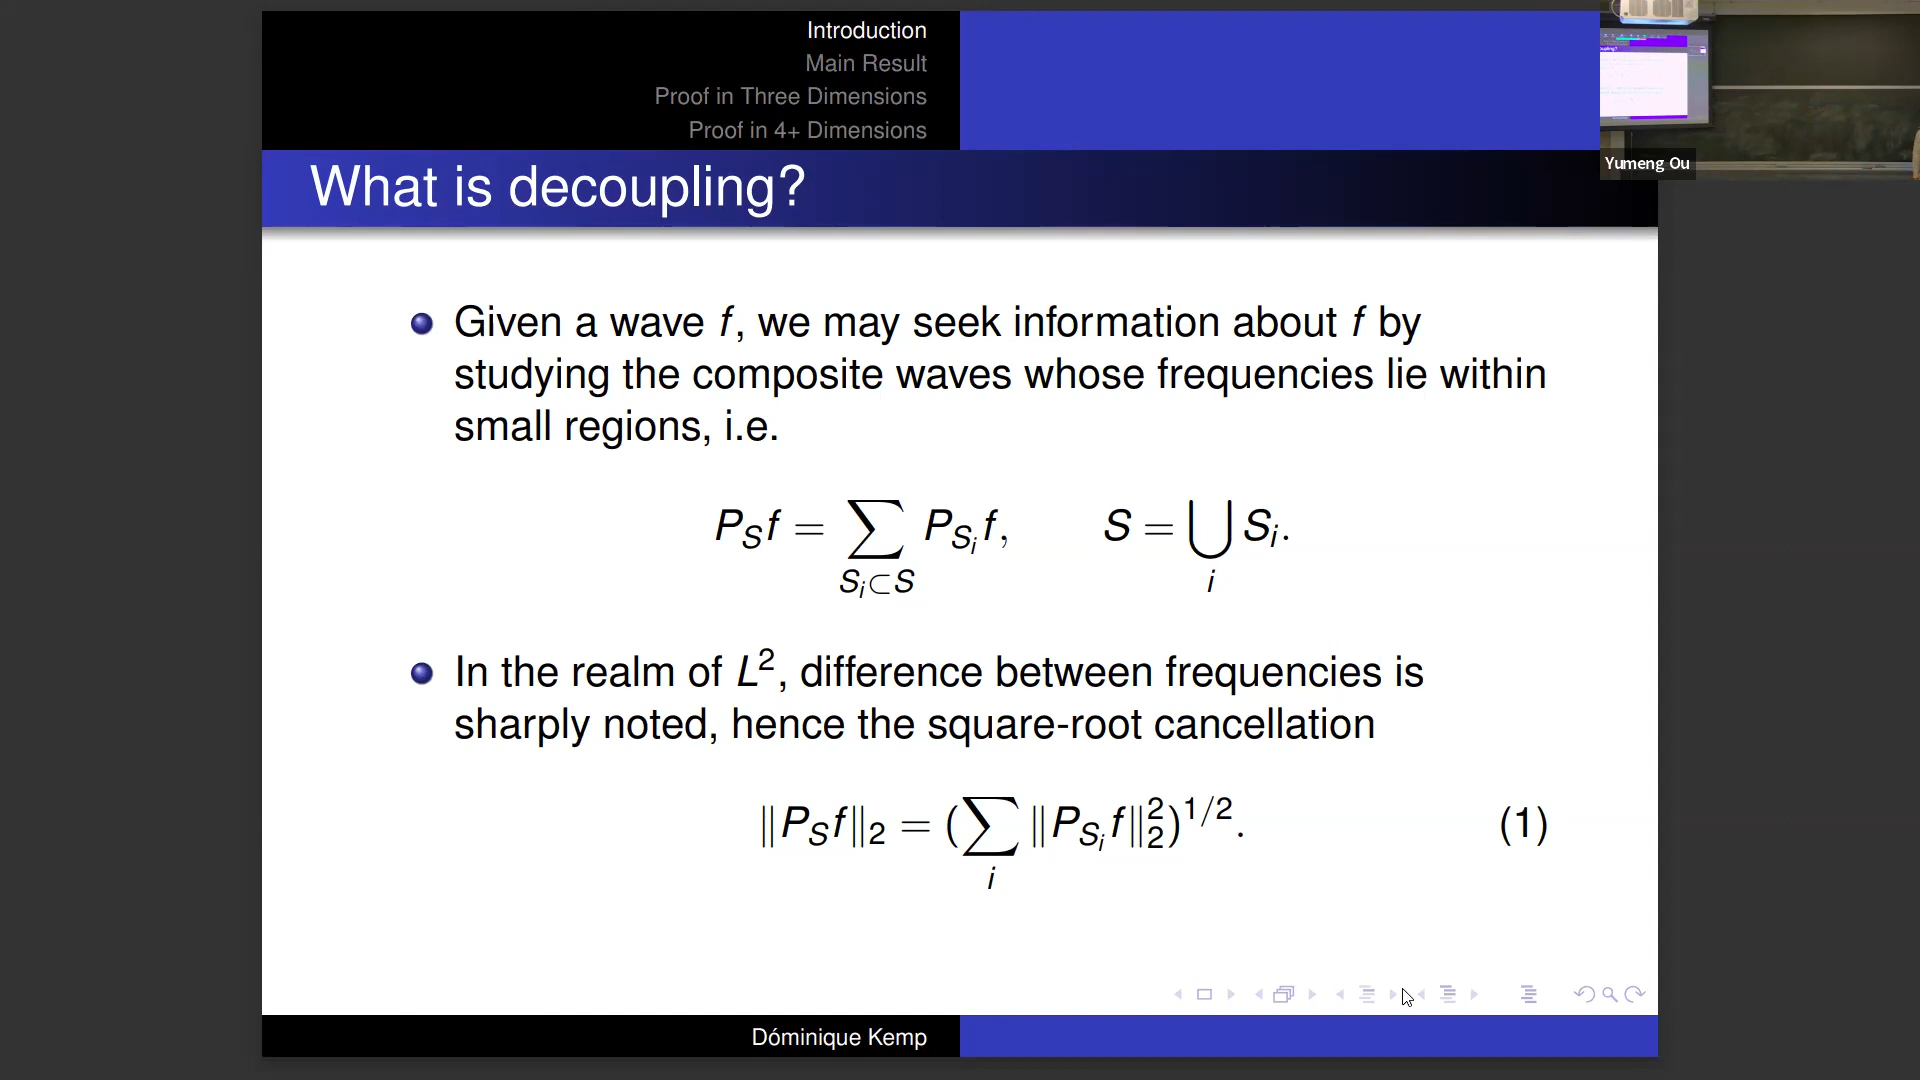 Introduction
Main Result
Proof in Three Dimensions
Proof in 4+ Dimensions
Yumeng Ou
What is decoupling?
Given a wave f, we may seek information about f by
studying the composite waves whose frequencies lie within
small regions, i.e.
P_S f = ∑_{S_i⊂S} P_{S_i} f, S = ⋃_i S_i.
In the realm of L², difference between frequencies is
sharply noted, hence the square-root cancellation
‖P_S f‖_2 = (∑_i ‖P_{S_i} f‖_2^2)^{1/2}. (1)
Dóminique Kemp